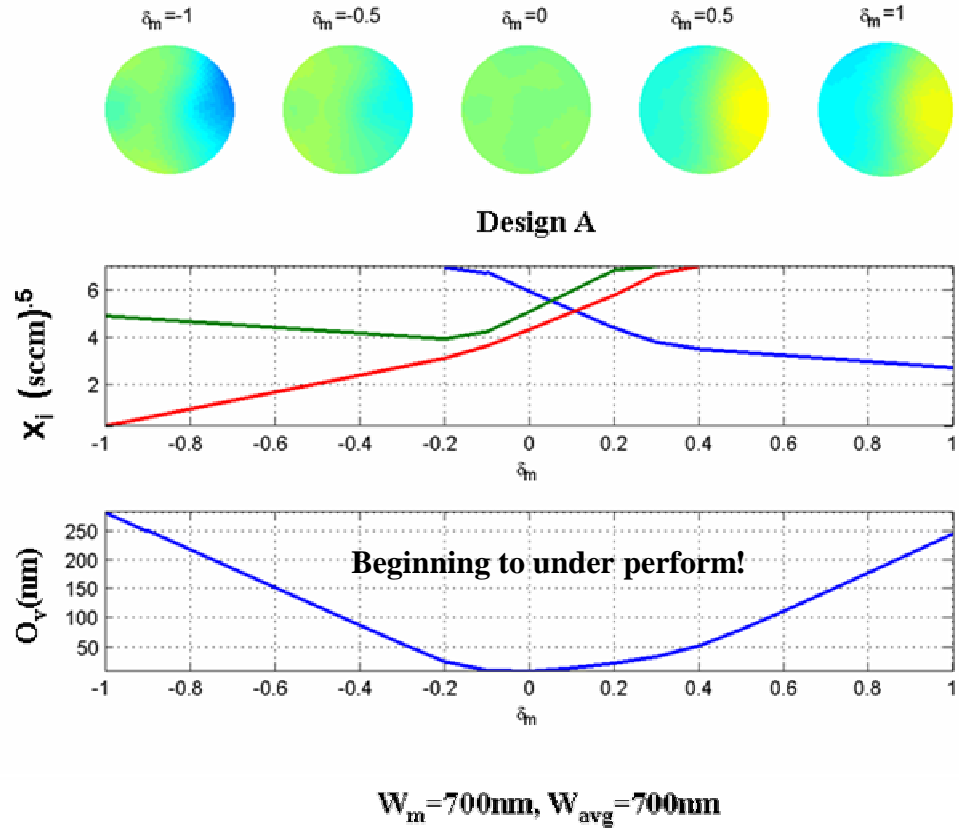 δm=-1 δm=-0.5 δm=0 δm=0.5 δm=1
Design A
Xi (sccm).5
6
4
2
-1 -0.8 -0.6 -0.4 -0.2 0 0.2 0.4 0.6 0.8 1
δm
Ov(nm)
250
200
150
100
50
Beginning to under perform!
-1 -0.8 -0.6 -0.4 -0.2 0 0.2 0.4 0.6 0.8 1
δm
Wm=700nm, Wavg=700nm